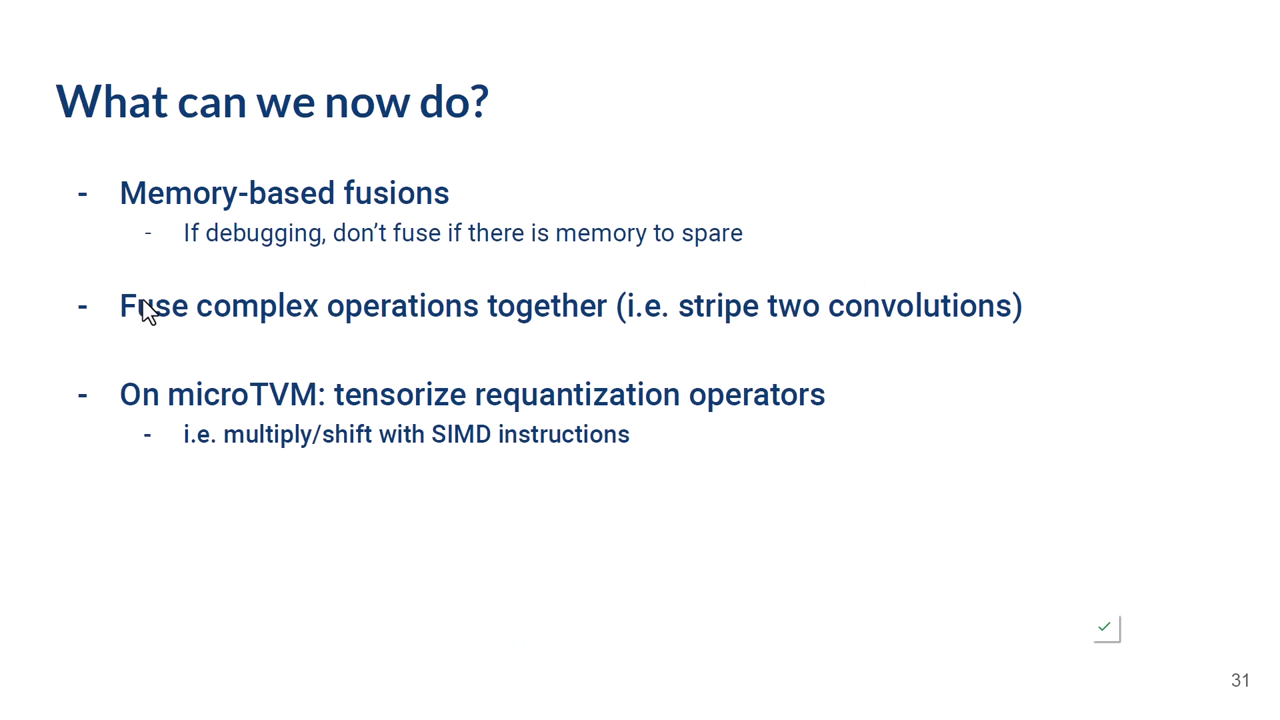 What can we now do?
- Memory-based fusions
- If debugging, don’t fuse if there is memory to spare
- Fuse complex operations together (i.e. stripe two convolutions)
- On microTVM: tensorize requantization operators
- i.e. multiply/shift with SIMD instructions
31